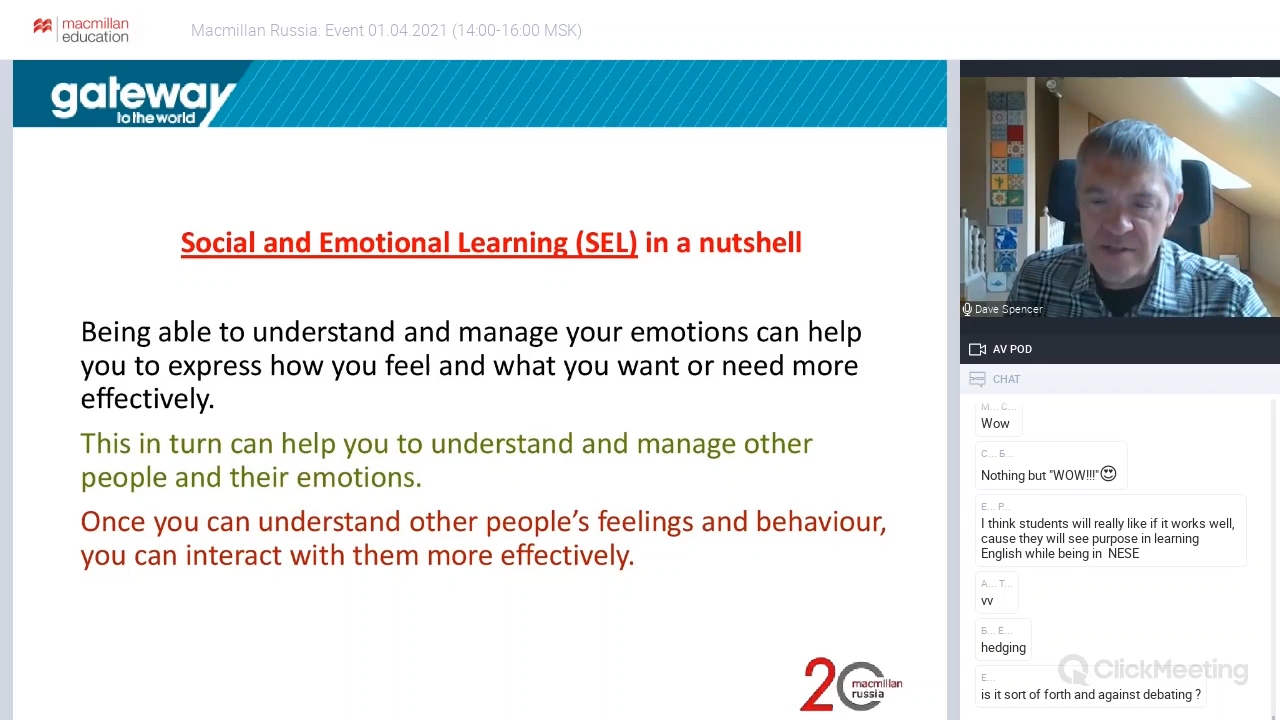 macmillan
education
Macmillan Russia: Event 01.04.2021 (14:00-16:00 MSK)
gateway
to the world
Social and Emotional Learning (SEL) in a nutshell
Being able to understand and manage your emotions can help
you to express how you feel and what you want or need more
effectively.
This in turn can help you to understand and manage other
people and their emotions.
Once you can understand other people’s feelings and behaviour,
you can interact with them more effectively.
20
macmillan
russia
Dave Spencer
AV POD
CHAT
М... С...
Wow
С... Б...
Nothing but "WOW!!!"😍
Е... Р...
I think students will really like if it works well,
cause they will see purpose in learning
English while being in NESE
А... Т...
vv
Б... Е...
hedging
Е...
is it sort of forth and against debating ?
ClickMeeting